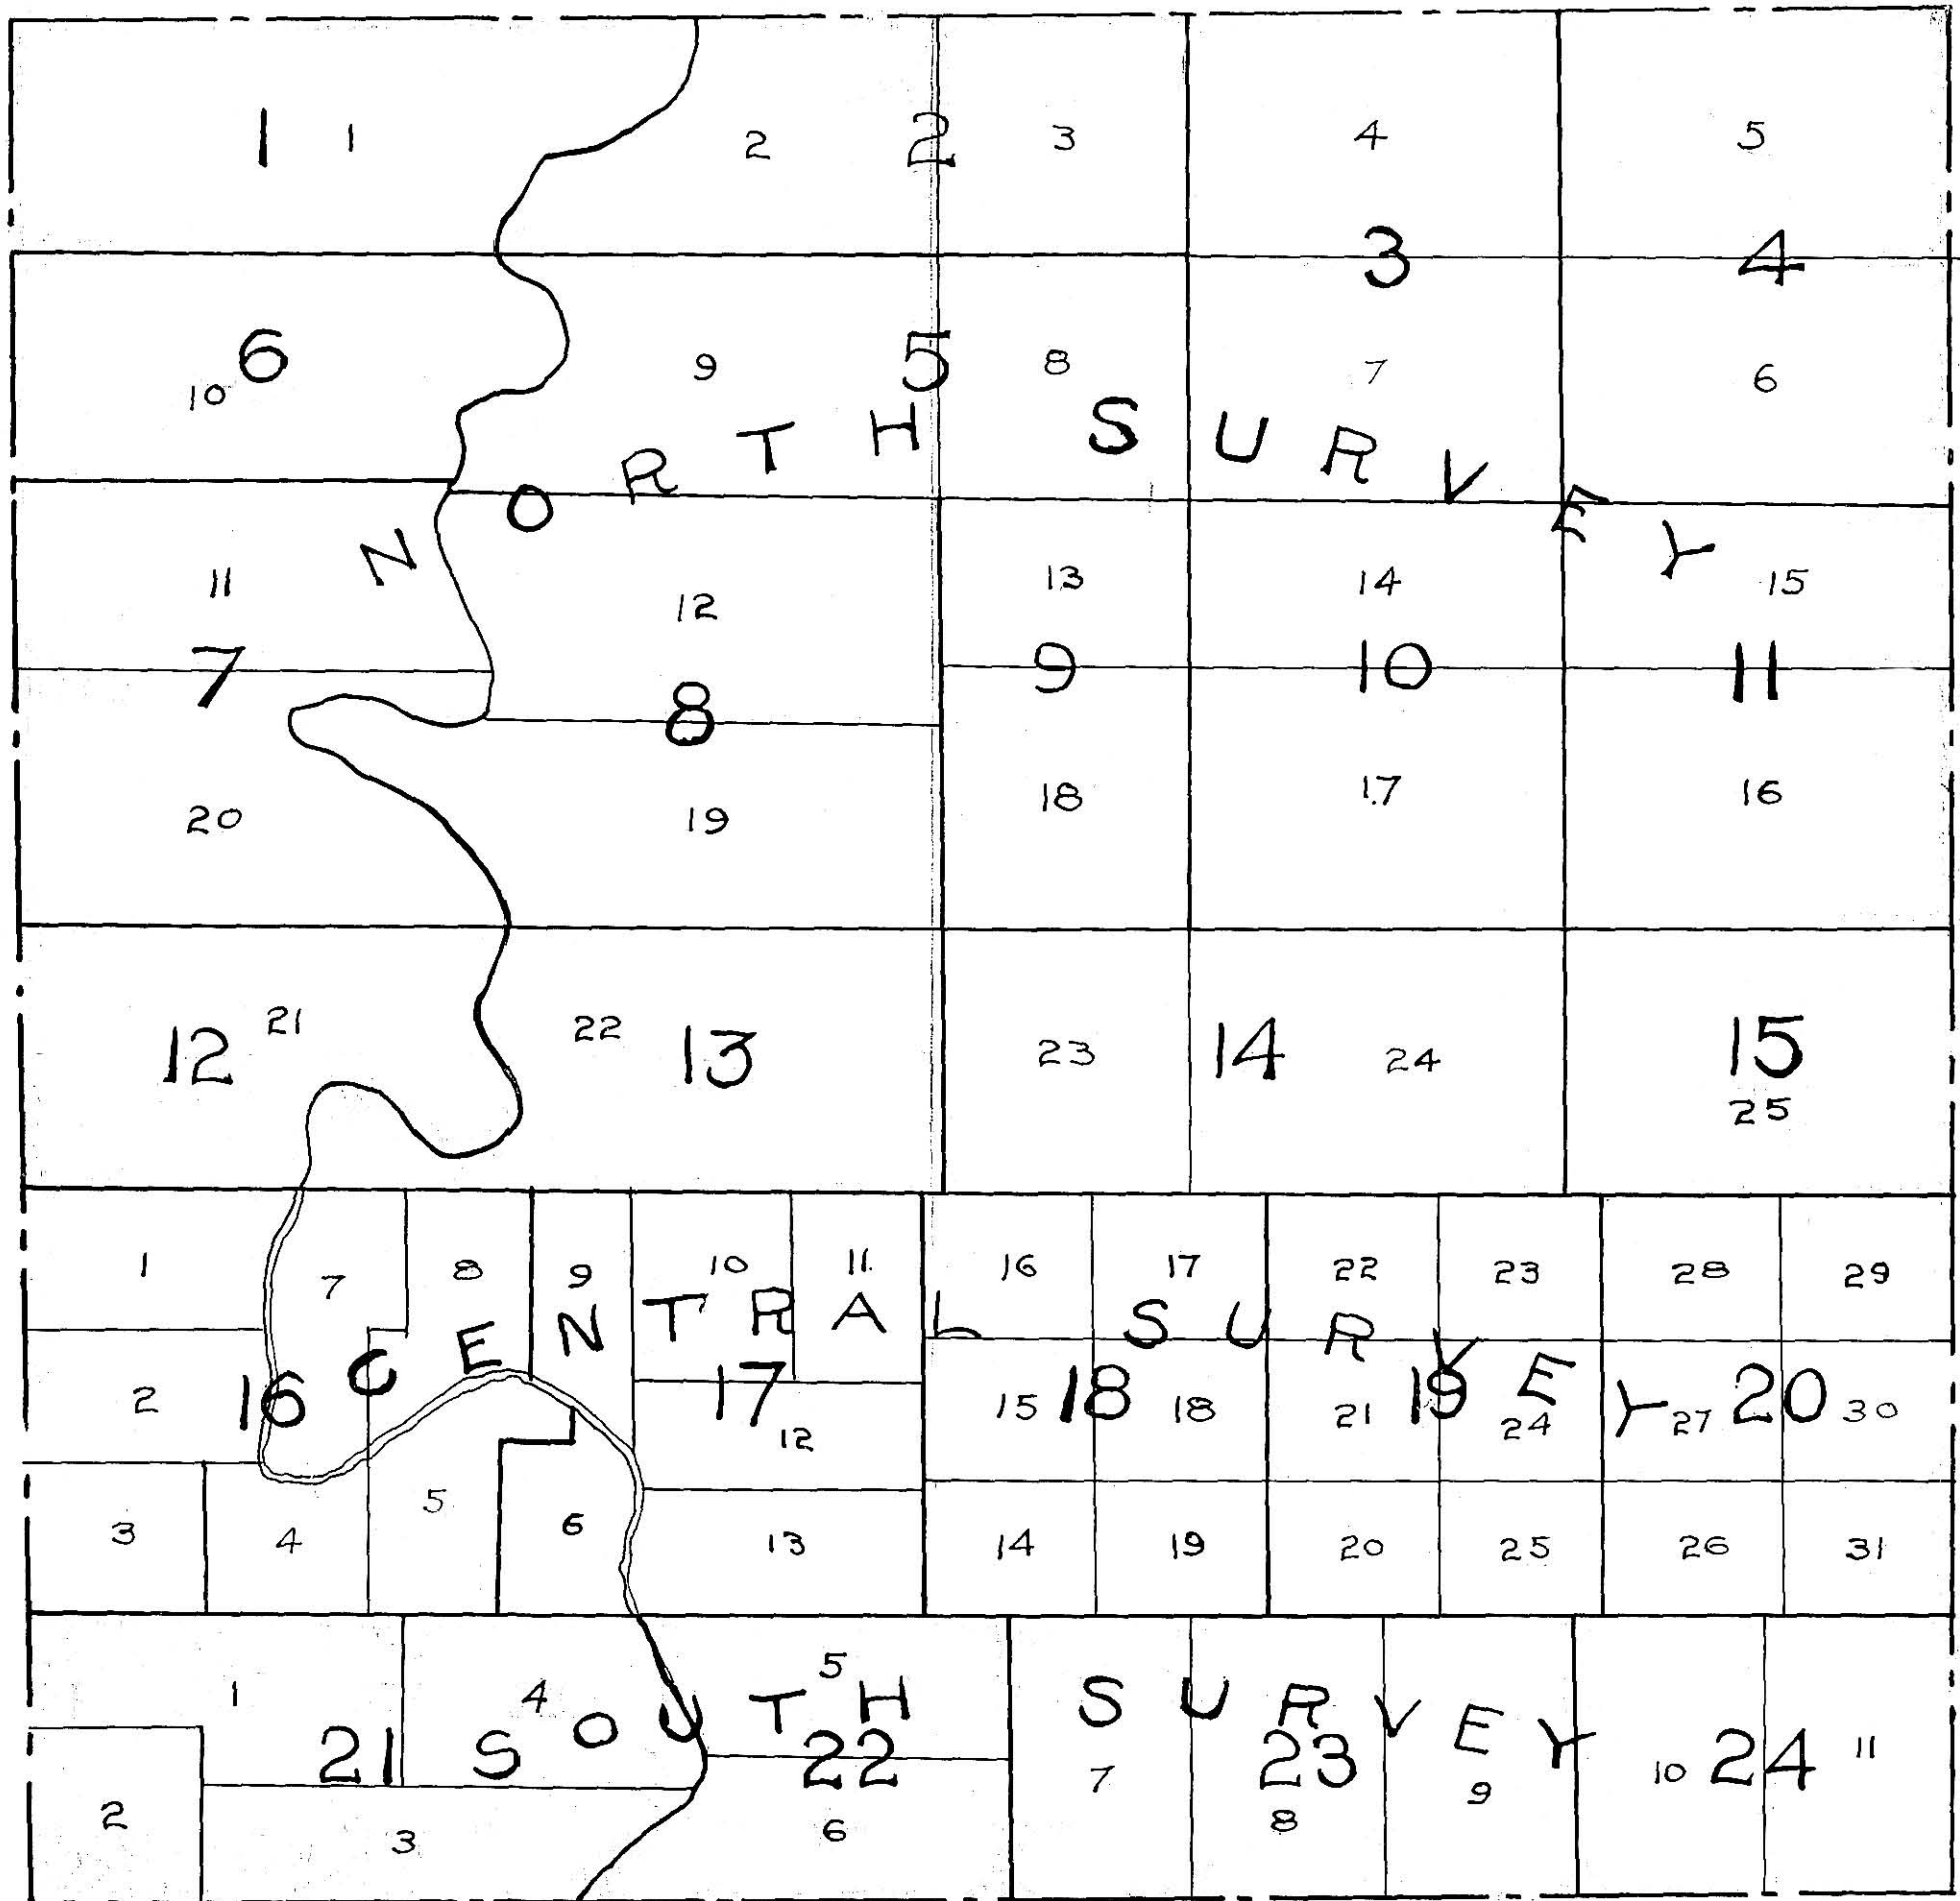 1 1 2 2 3 4 5
3 4
10 6 9 5 8 7 6
NORTH SURVEY
11 12 13 14 15
7 8 9 10 11
20 19 18 17 16
12 21 22 13 23 14 24 15
25
1 7 8 9 10 11 16 17 22 23 28 29
CENTRAL SURVEY
2 16 17 12 15 18 18 21 19 24 27 20 30
3 4 5 6 13 14 19 20 25 26 31
1 4 5
SOUTH SURVEY
21 22 23 24
2 3 6 7 8 9 10 11